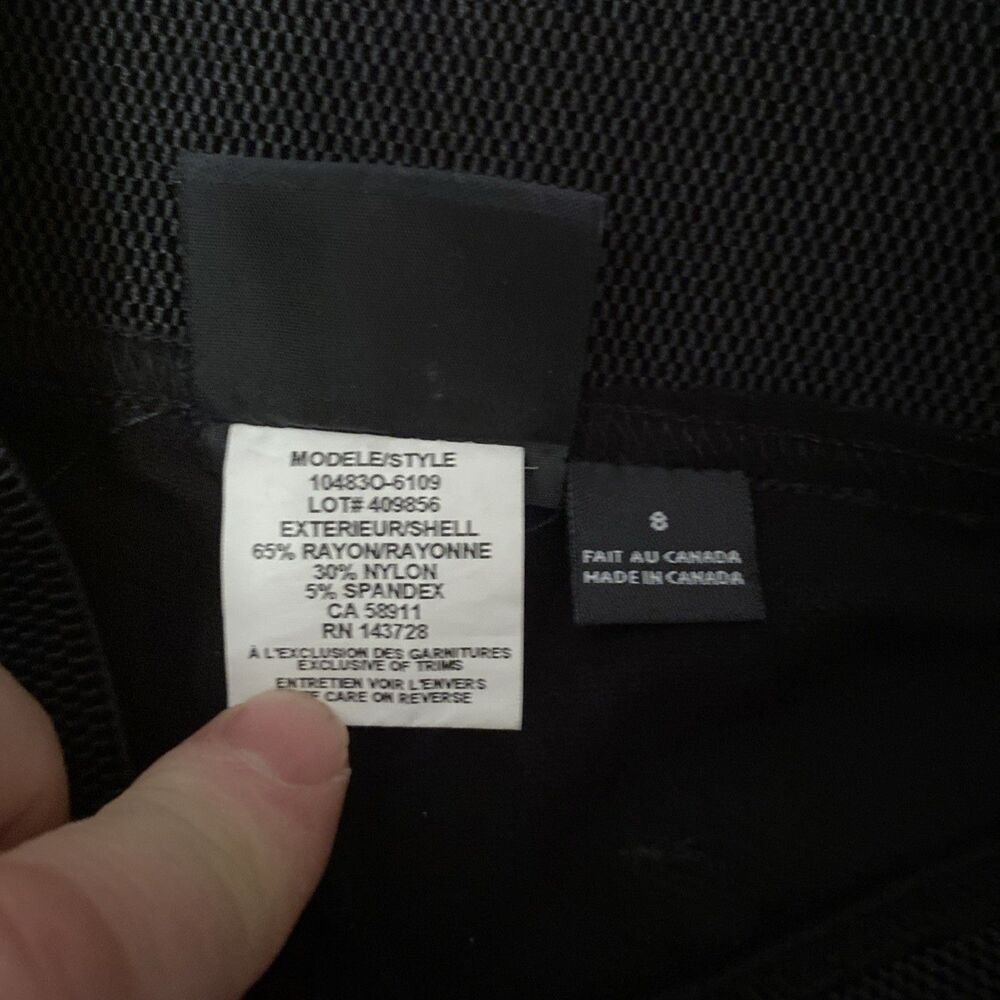 MODELE/STYLE
10483O-6109
LOT# 409856
EXTERIEUR/SHELL
65% RAYON/RAYONNE
30% NYLON
5% SPANDEX
CA 58911
RN 143728
À L'EXCLUSION DES GARNITURES
EXCLUSIVE OF TRIMS
ENTRETIEN VOIR L'ENVERS
CARE ON REVERSE
8
FAIT AU CANADA
MADE IN CANADA